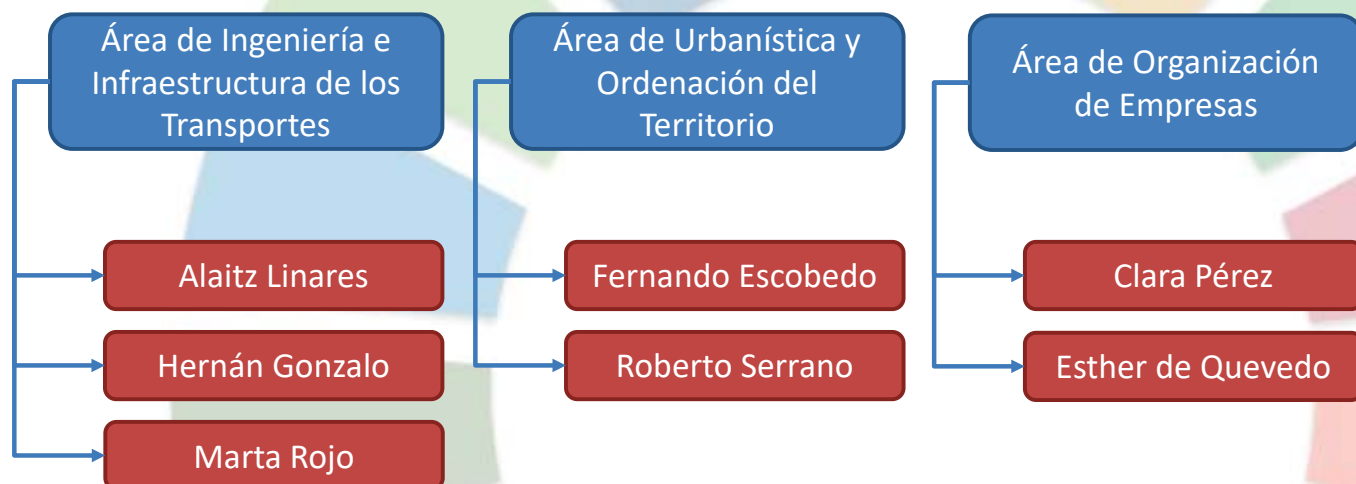 Área de Ingeniería e
Infraestructura de los
Transportes
Alaitz Linares
Hernán Gonzalo
Marta Rojo
Área de Urbanística y
Ordenación del
Territorio
Fernando Escobedo
Roberto Serrano
Área de Organización
de Empresas
Clara Pérez
Esther de Quevedo